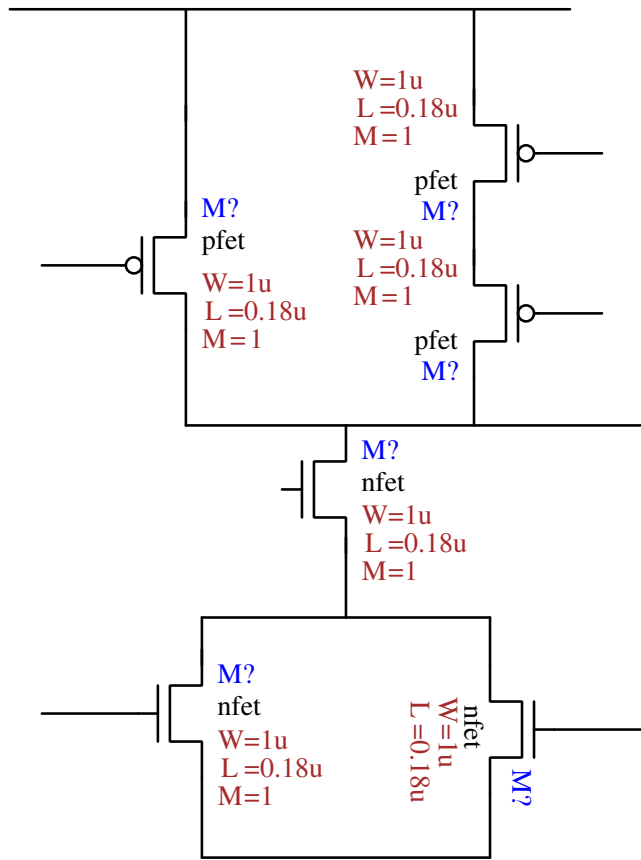 W=1u
L =0.18u
M=1
pfet
M?
M?
pfet
W=1u
L =0.18u
M=1
W=1u
L =0.18u
M=1
pfet
M?
M?
nfet
W=1u
L =0.18u
M=1
M?
nfet
W=1u
L =0.18u
M=1
nfet
W=1u
L =0.18u
M?